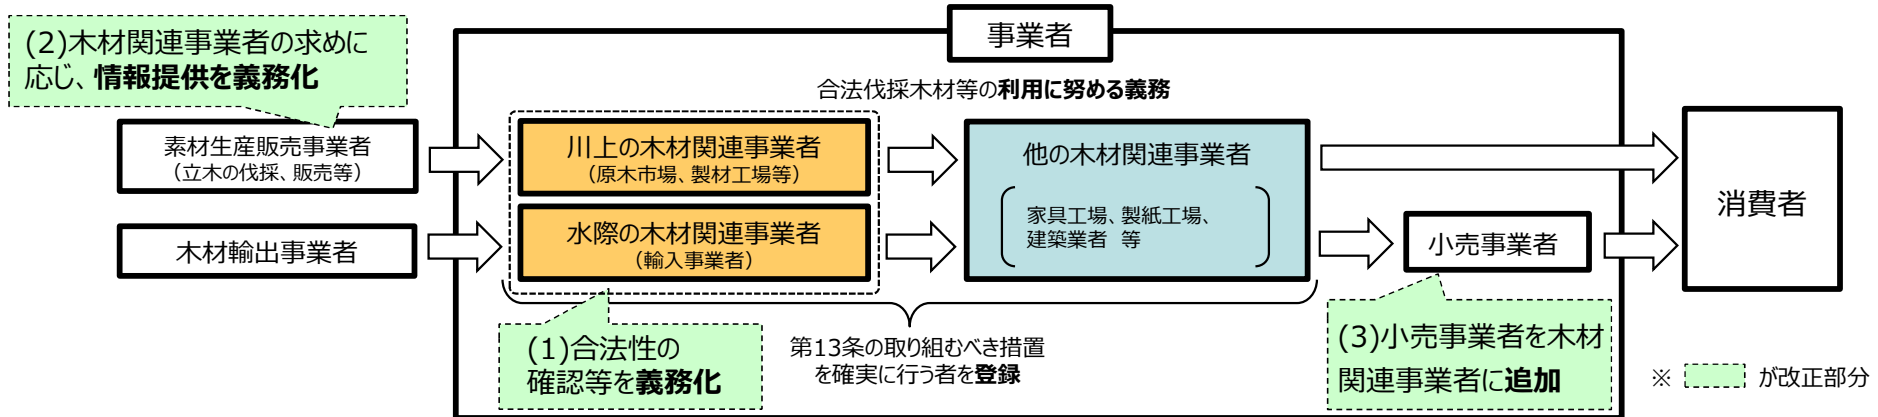 事業者
(2)木材関連事業者の求めに
応じ、情報提供を義務化
合法伐採木材等の利用に努める義務
素材生産販売事業者
（立木の伐採、販売等）
川上の木材関連事業者
（原木市場、製材工場等）
他の木材関連事業者
家具工場、製紙工場、
建築業者　等
消費者
木材輸出事業者
水際の木材関連事業者
（輸入事業者）
小売事業者
(1)合法性の
確認等を義務化
第13条の取り組むべき措置
を確実に行う者を登録
(3)小売事業者を木材
関連事業者に追加
※　が改正部分